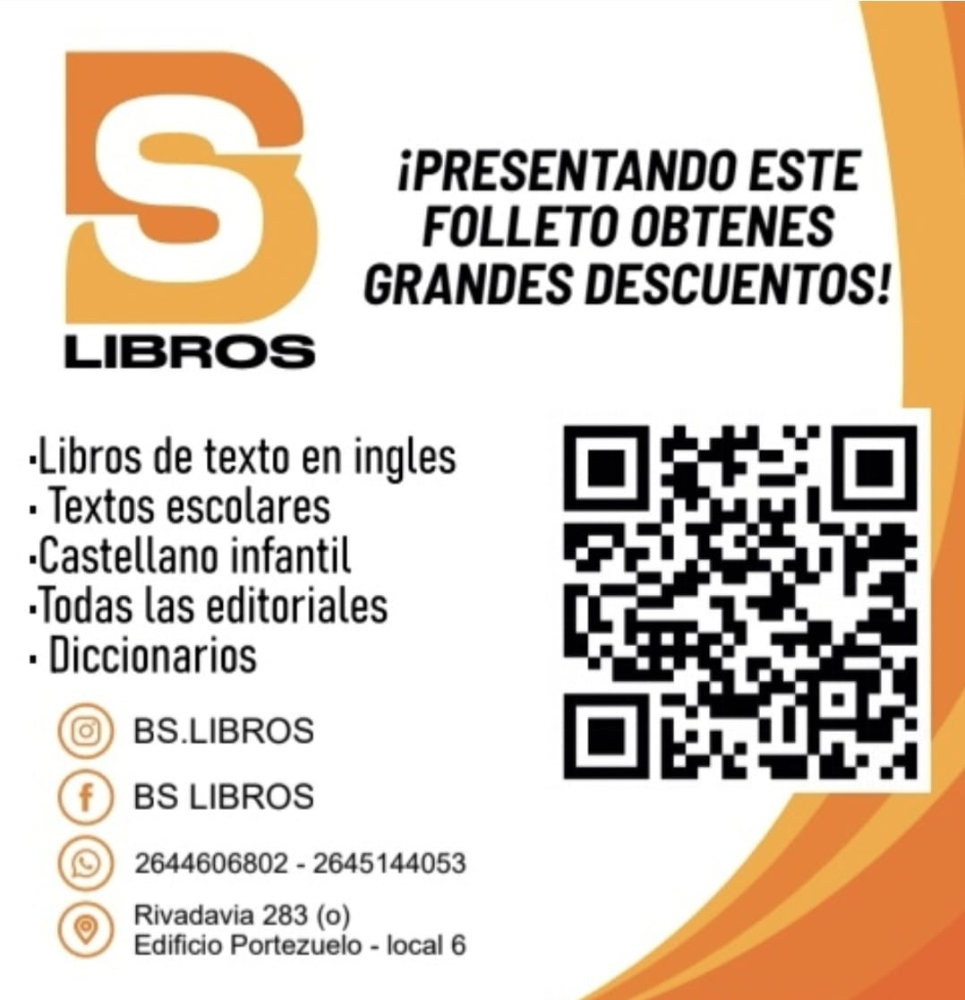 BS
LIBROS
¡PRESENTANDO ESTE
FOLLETO OBTENES
GRANDES DESCUENTOS!
·Libros de texto en ingles
· Textos escolares
·Castellano infantil
·Todas las editoriales
· Diccionarios
BS.LIBROS
BS LIBROS
2644606802 - 2645144053
Rivadavia 283 (o)
Edificio Portezuelo - local 6